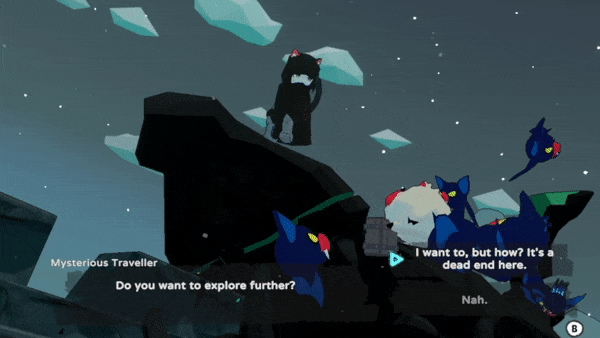 Mysterious Traveller
Do you want to explore further?
I want to, but how? It's a
dead end here.
Nah.
B